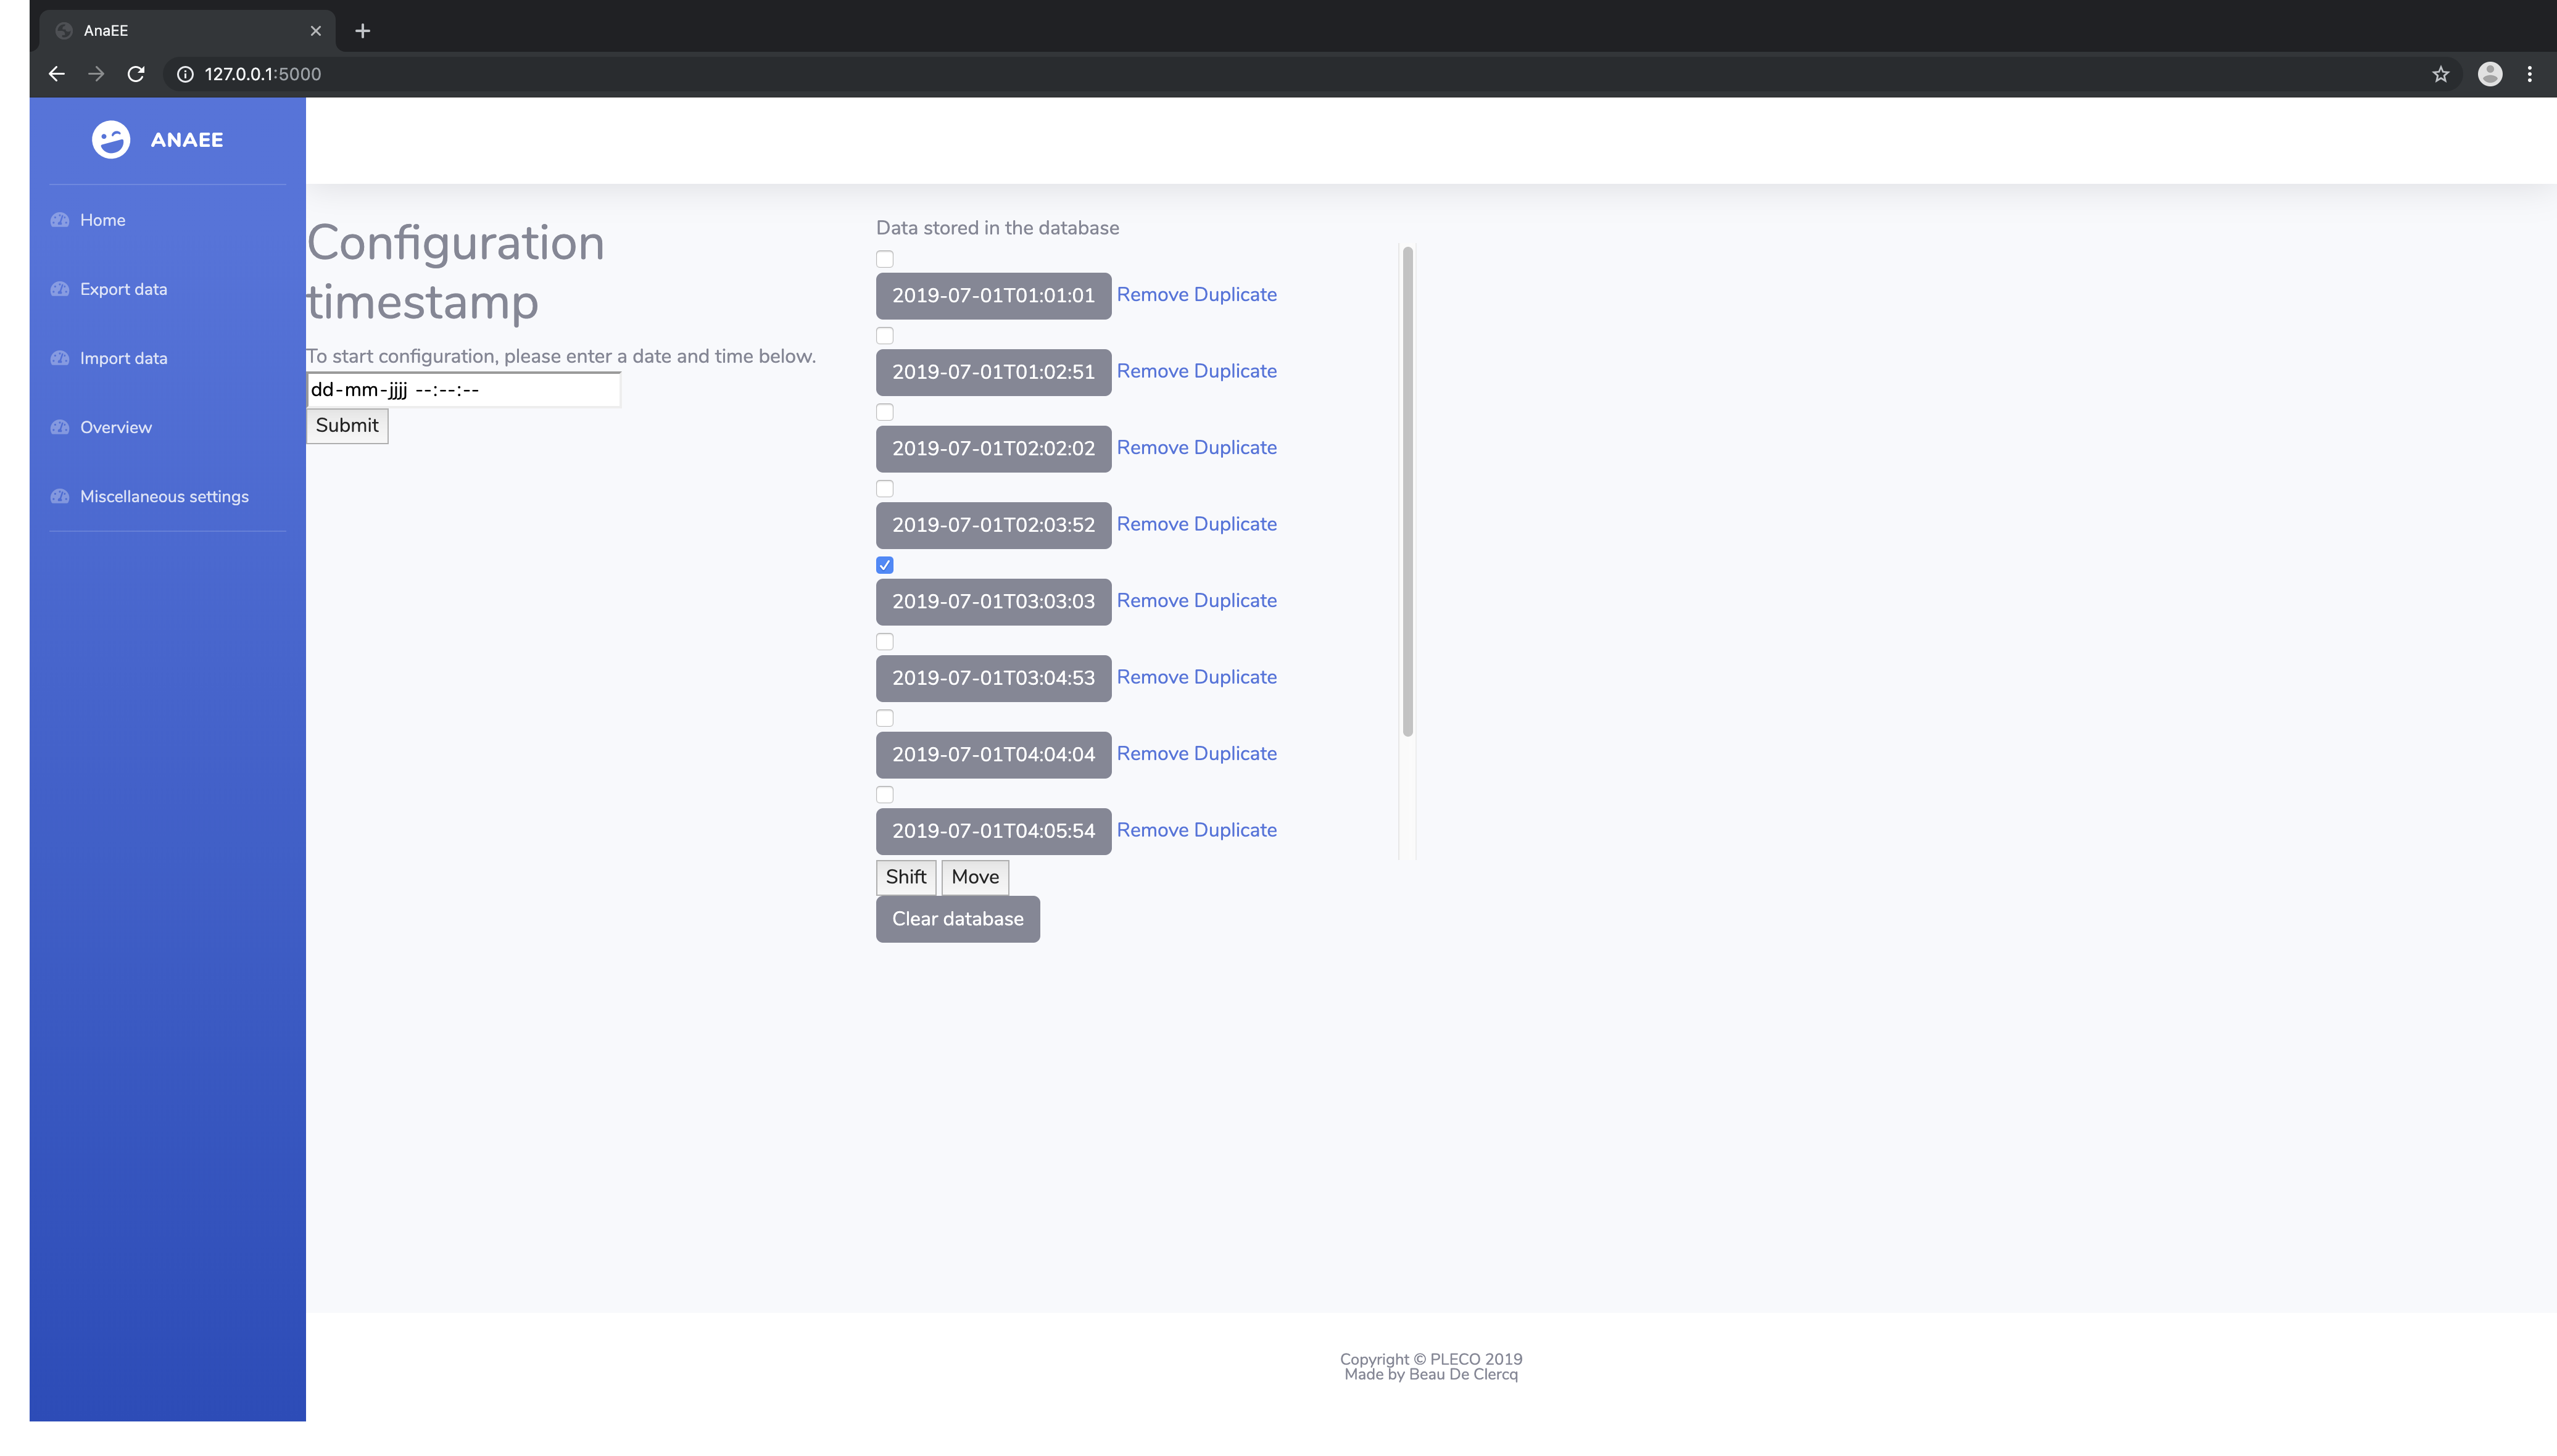 AnaEE
127.0.0.1:5000
ANAEE
Home
Export data
Import data
Overview
Miscellaneous settings
Configuration
timestamp
To start configuration, please enter a date and time below.
dd-mm-jjjj --:--:--
Submit
Data stored in the database
2019-07-01T01:01:01 Remove Duplicate
2019-07-01T01:02:51 Remove Duplicate
2019-07-01T02:02:02 Remove Duplicate
2019-07-01T02:03:52 Remove Duplicate
2019-07-01T03:03:03 Remove Duplicate
2019-07-01T03:04:53 Remove Duplicate
2019-07-01T04:04:04 Remove Duplicate
2019-07-01T04:05:54 Remove Duplicate
Shift Move
Clear database
Copyright © PLECO 2019
Made by Beau De Clercq